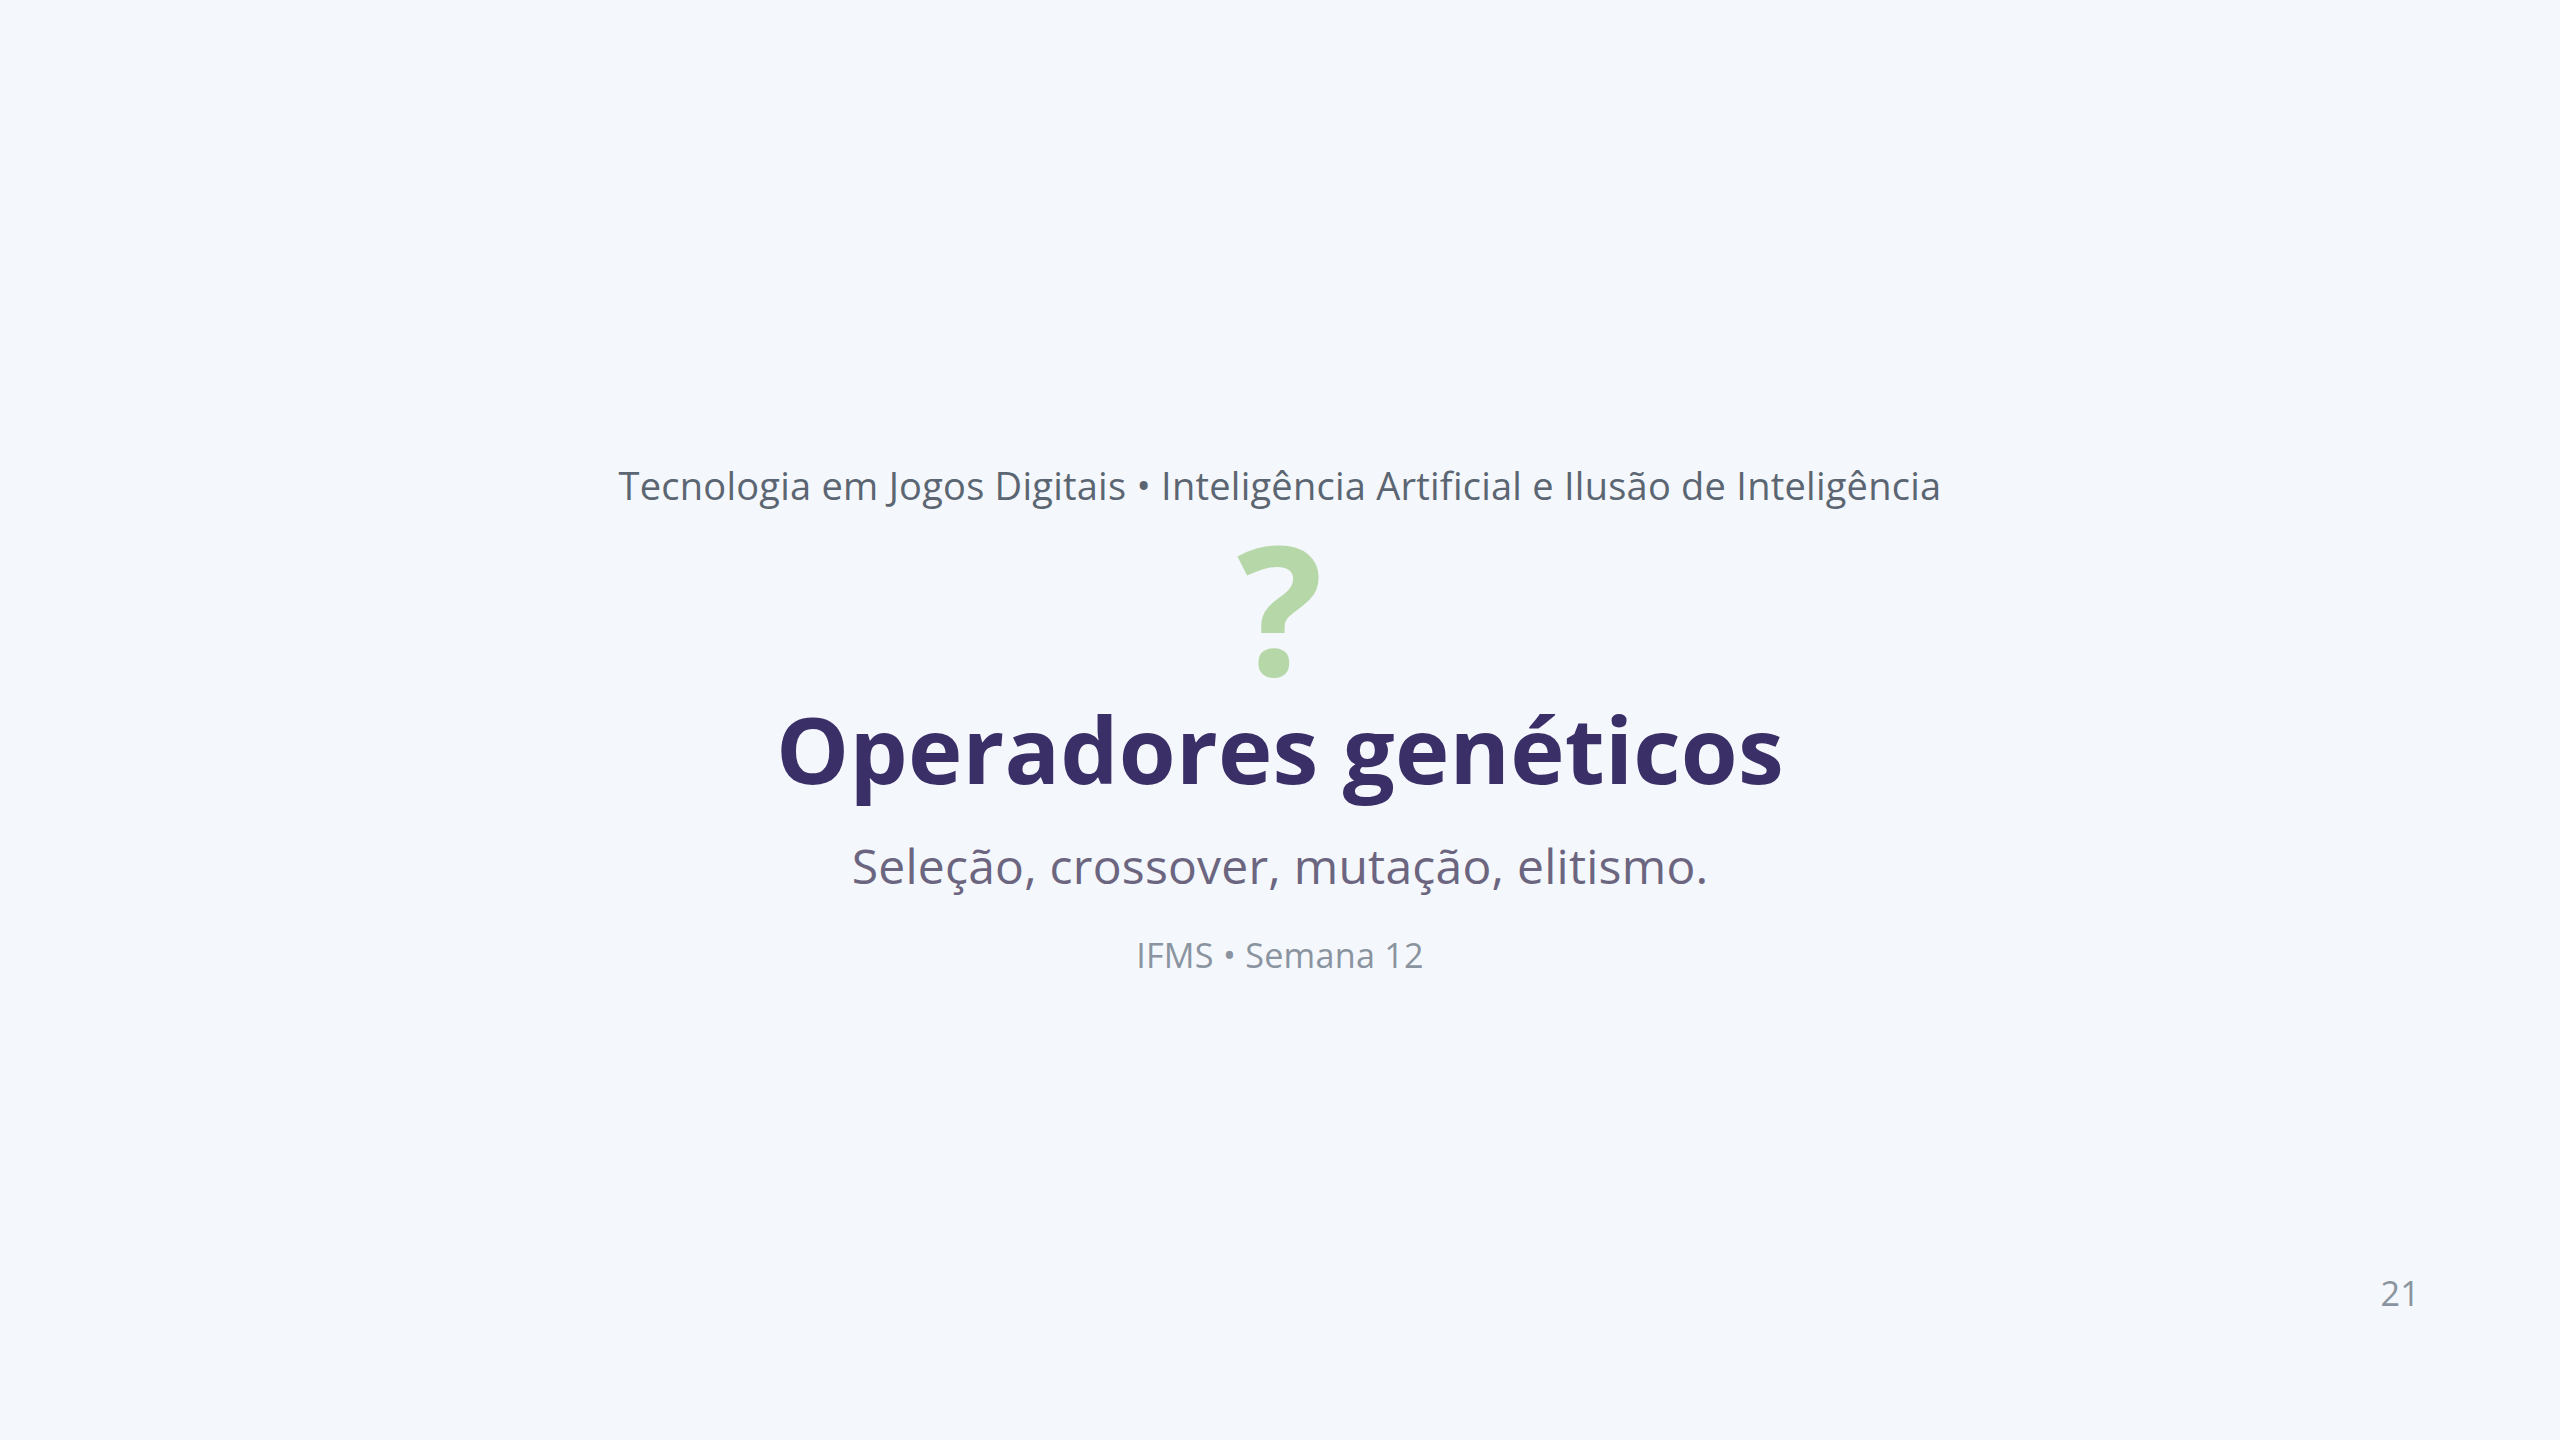 Tecnologia em Jogos Digitais • Inteligência Artificial e Ilusão de Inteligência
?
Operadores genéticos
Seleção, crossover, mutação, elitismo.
IFMS • Semana 12
21